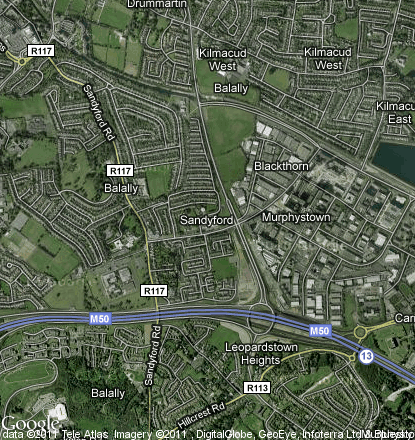 Drummartin
Kilmacud
West
Kilmacud
West
R117
Balally
Sandyford Rd
Kilmacud
East
Blackthorn
R117
Balally
Sandyford
Murphystown
R117
M50
M50
Sandyford Rd
Leopardstown
Heights
13
Balally
R113
Hillcrest Rd
Google
data ©2011 Tele Atlas, Imagery ©2011, DigitalGlobe, GeoEye, Infoterra Ltd & Bluesky